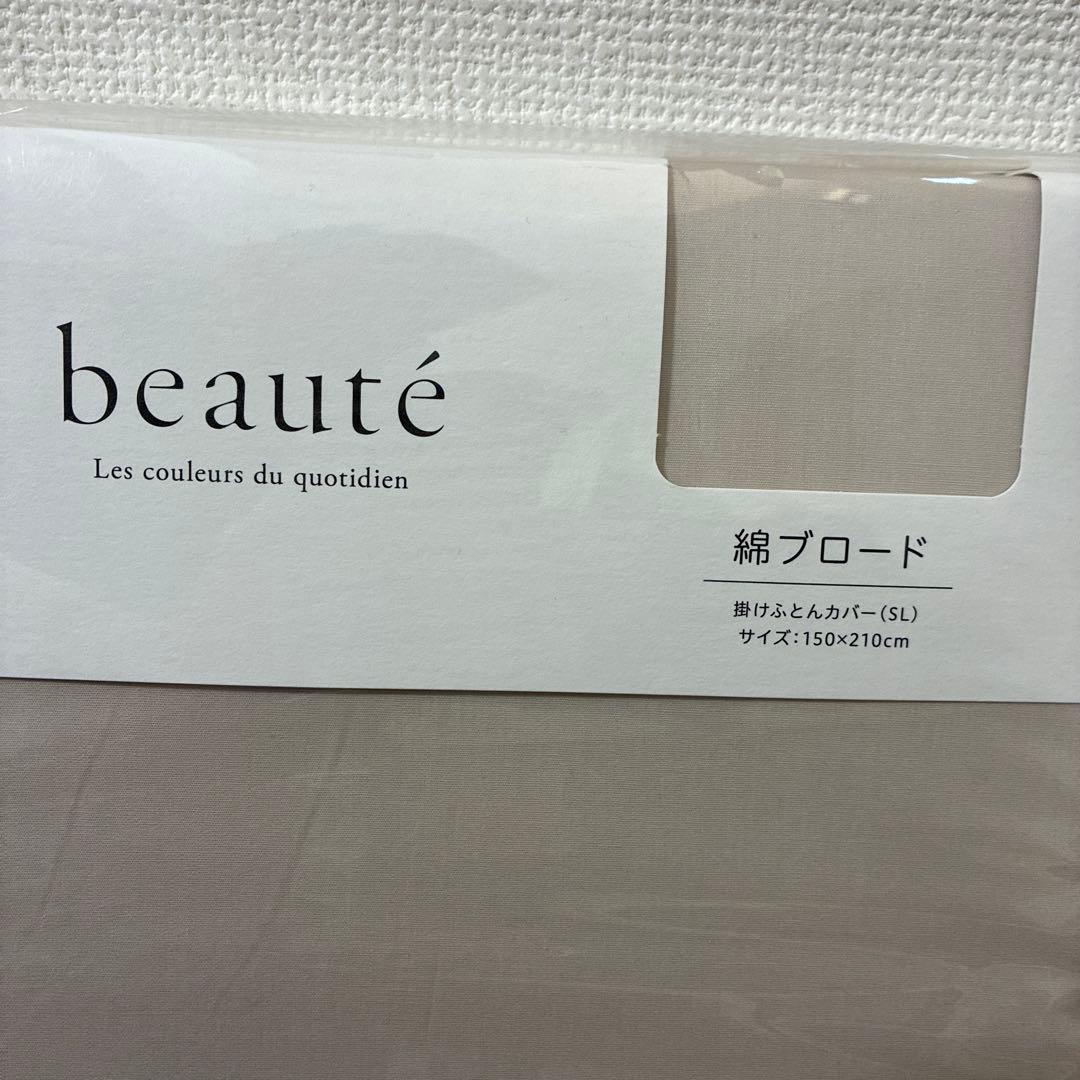 beauté
Les couleurs du quotidien
綿ブロード
掛けふとんカバー(SL)
サイズ:150×210cm